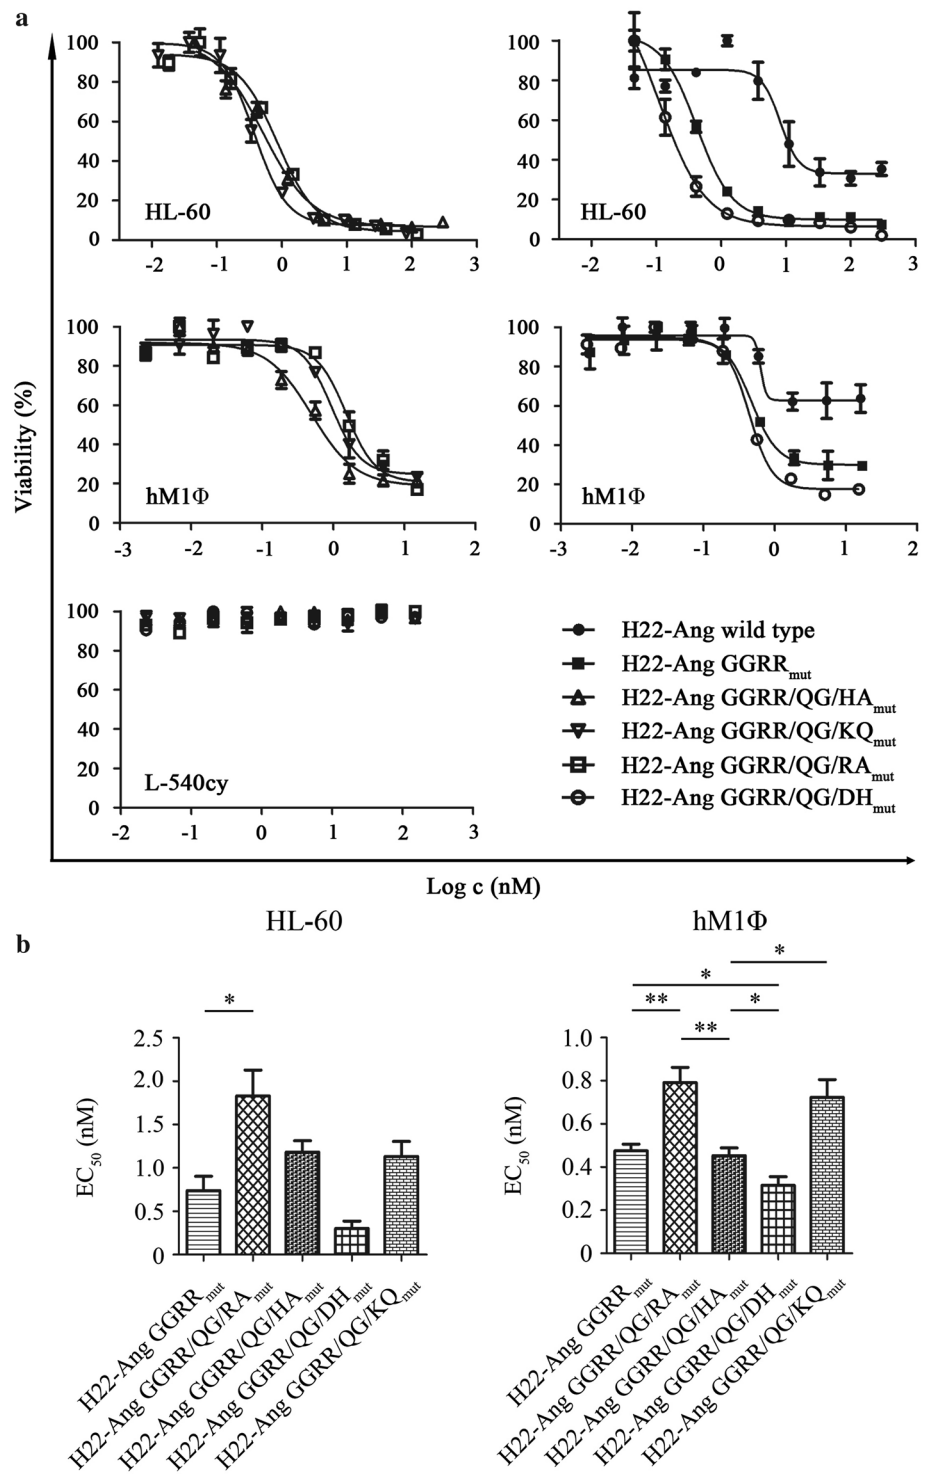 a
100
80
60
40
20
0
HL-60
-2 -1 0 1 2 3
100
80
60
40
20
0
HL-60
-2 -1 0 1 2 3
Viability (%)
100
80
60
40
20
0
hM1Φ
-3 -2 -1 0 1 2
100
80
60
40
20
0
hM1Φ
-3 -2 -1 0 1 2
100
80
60
40
20
0
L-540cy
-2 -1 0 1 2 3
H22-Ang wild type
H22-Ang GGRRmut
H22-Ang GGRR/QG/HAmut
H22-Ang GGRR/QG/KQmut
H22-Ang GGRR/QG/RAmut
H22-Ang GGRR/QG/DHmut
Log c (nM)
b
HL-60
*
EC50 (nM)
2.5
2.0
1.5
1.0
0.5
0
H22-Ang GGRRmut
H22-Ang GGRR/QG/RAmut
H22-Ang GGRR/QG/HAmut
H22-Ang GGRR/QG/DHmut
H22-Ang GGRR/QG/KQmut
hM1Φ
*
*
** *
**
EC50 (nM)
1.0
0.8
0.6
0.4
0.2
0
H22-Ang GGRRmut
H22-Ang GGRR/QG/RAmut
H22-Ang GGRR/QG/HAmut
H22-Ang GGRR/QG/DHmut
H22-Ang GGRR/QG/KQmut